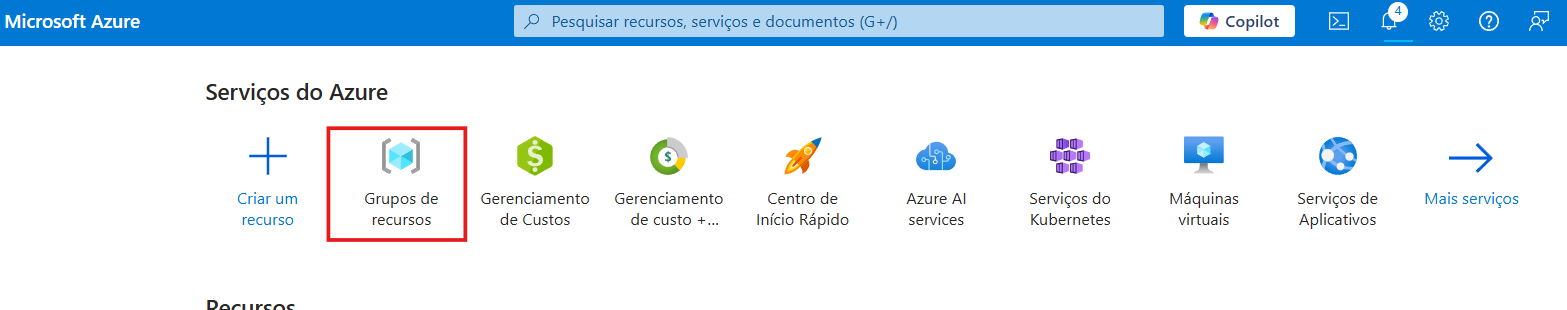 Microsoft Azure
Pesquisar recursos, serviços e documentos (G+/)
Copilot
4
Serviços do Azure
Criar um
recurso
Grupos de
recursos
Gerenciamento
de Custos
Gerenciamento
de custo +...
Centro de
Início Rápido
Azure AI
services
Serviços do
Kubernetes
Máquinas
virtuais
Serviços de
Aplicativos
Mais serviços
Recursos